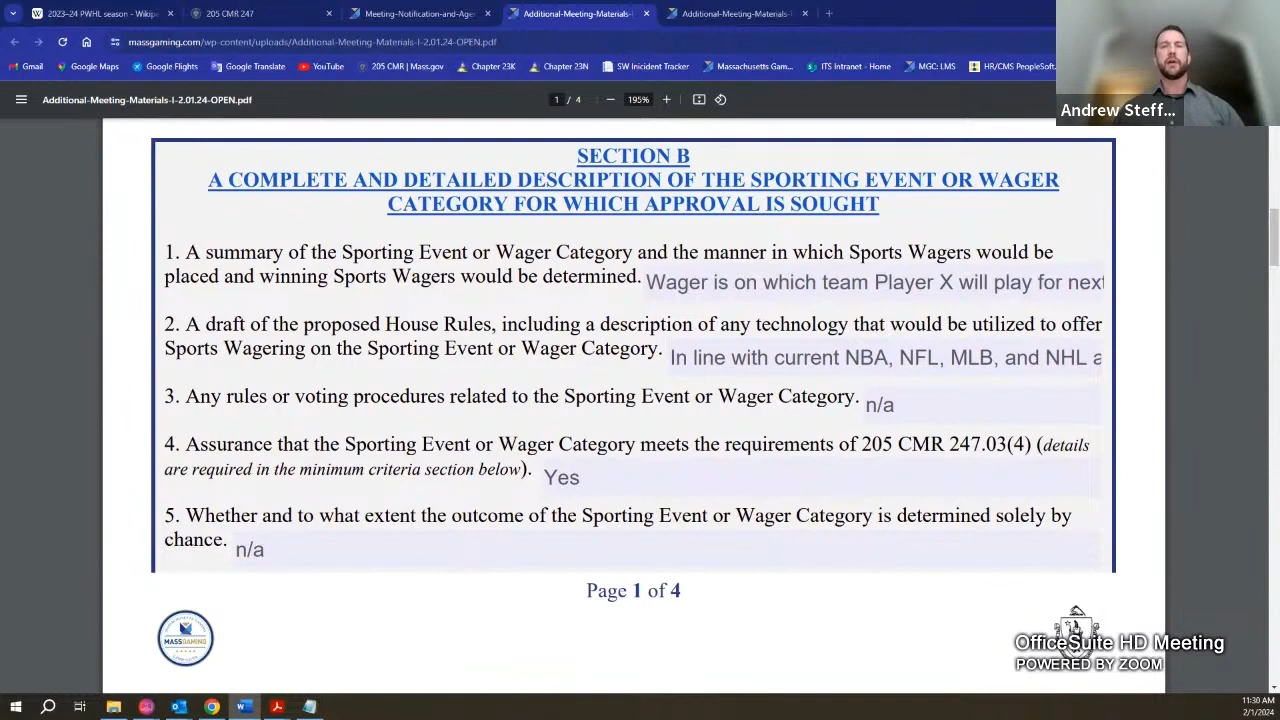 2023–24 PWHL season - Wikipe
205 CMR 247
Meeting-Notification-and-Age
Additional-Meeting-Materials-I
Additional-Meeting-Materials-
massgaming.com/wp-content/uploads/Additional-Meeting-Materials-I-2.01.24-OPEN.pdf
Gmail
Google Maps
Google Flights
Google Translate
YouTube
205 CMR | Mass.gov
Chapter 23K
Chapter 23N
SW Incident Tracker
Massachusetts Gam...
ITS Intranet - Home
MGC: LMS
HR/CMS PeopleSoft
Additional-Meeting-Materials-I-2.01.24-OPEN.pdf
1 / 4
195%
Andrew Steff...
SECTION B
A COMPLETE AND DETAILED DESCRIPTION OF THE SPORTING EVENT OR WAGER
CATEGORY FOR WHICH APPROVAL IS SOUGHT
1. A summary of the Sporting Event or Wager Category and the manner in which Sports Wagers would be
placed and winning Sports Wagers would be determined. Wager is on which team Player X will play for next
2. A draft of the proposed House Rules, including a description of any technology that would be utilized to offer
Sports Wagering on the Sporting Event or Wager Category. In line with current NBA, NFL, MLB, and NHL a
3. Any rules or voting procedures related to the Sporting Event or Wager Category. n/a
4. Assurance that the Sporting Event or Wager Category meets the requirements of 205 CMR 247.03(4) (details
are required in the minimum criteria section below). Yes
5. Whether and to what extent the outcome of the Sporting Event or Wager Category is determined solely by
chance. n/a
Page 1 of 4
MASSGAMING
OfficeSuite HD Meeting
POWERED BY ZOOM
11:30 AM
2/1/2024